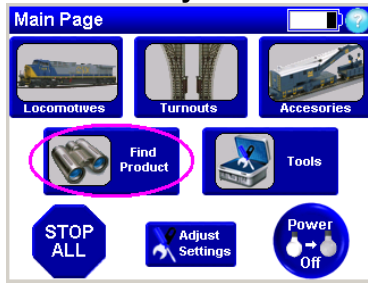 Main Page
Locomotives
Turnouts
Accesories
Find
Product
Tools
STOP
ALL
Adjust
Settings
Power
Off